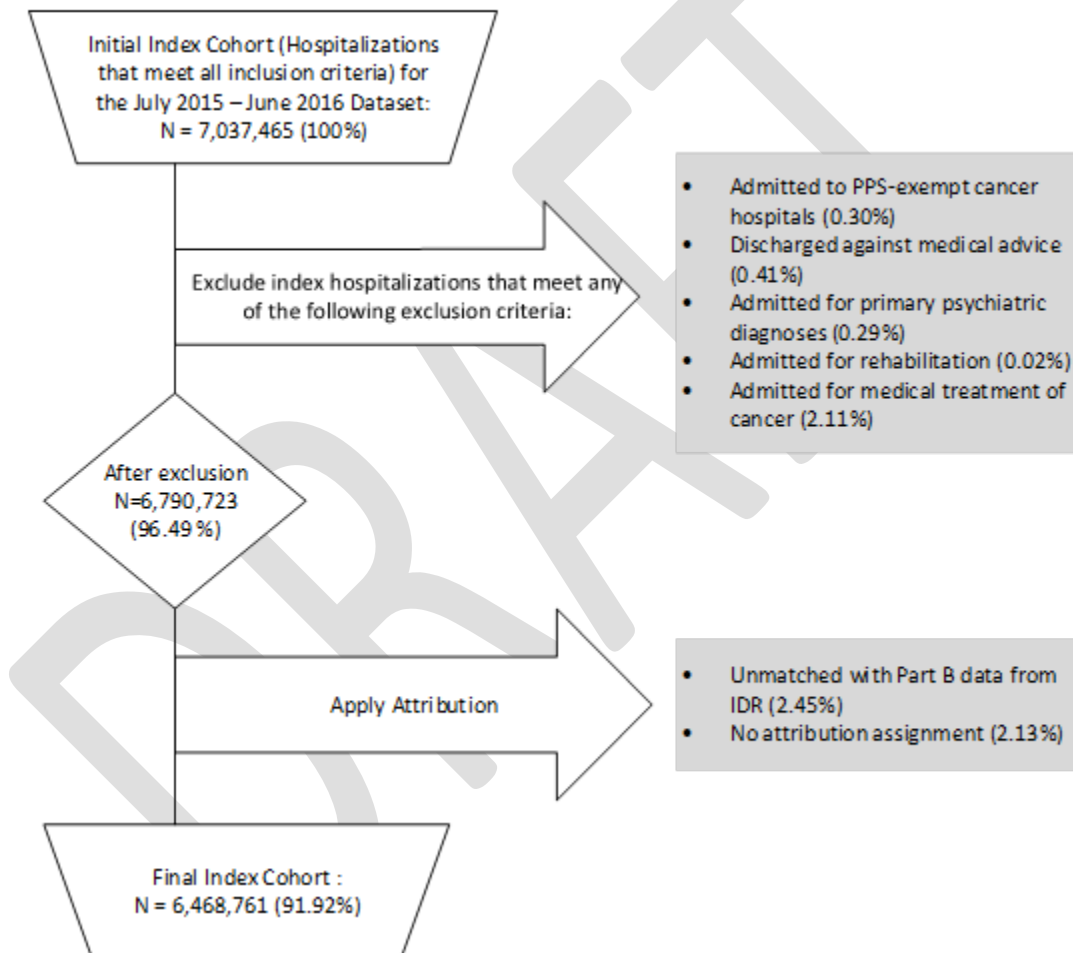 Initial Index Cohort (Hospitalizations
that meet all inclusion criteria) for
the July 2015 – June 2016 Dataset:
N = 7,037,465 (100%)
Exclude index hospitalizations that meet any
of the following exclusion criteria:
• Admitted to PPS-exempt cancer
hospitals (0.30%)
• Discharged against medical advice
(0.41%)
• Admitted for primary psychiatric
diagnoses (0.29%)
• Admitted for rehabilitation (0.02%)
• Admitted for medical treatment of
cancer (2.11%)
After exclusion
N=6,790,723
(96.49%)
Apply Attribution
• Unmatched with Part B data from
IDR (2.45%)
• No attribution assignment (2.13%)
Final Index Cohort :
N = 6,468,761 (91.92%)
DRAFT